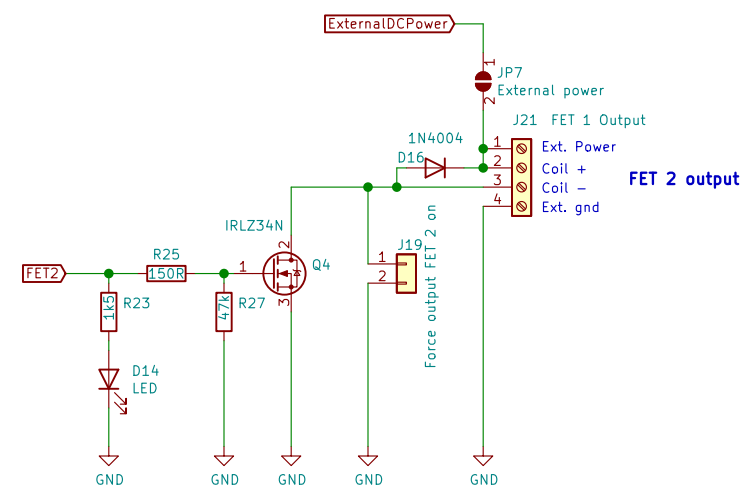 ExternalDCPower
1
JP7
External power
2
J21 FET 1 Output
1N4004
D16
1 Ext. Power
2 Coil +
3 Coil −
4 Ext. gnd
FET 2 output
IRLZ34N
2
Q4
1
3
R25
150R
FET2
R23
1k5
R27
47k
J19
1
2
Force output FET 2 on
D14
LED
GND
GND
GND
GND
GND